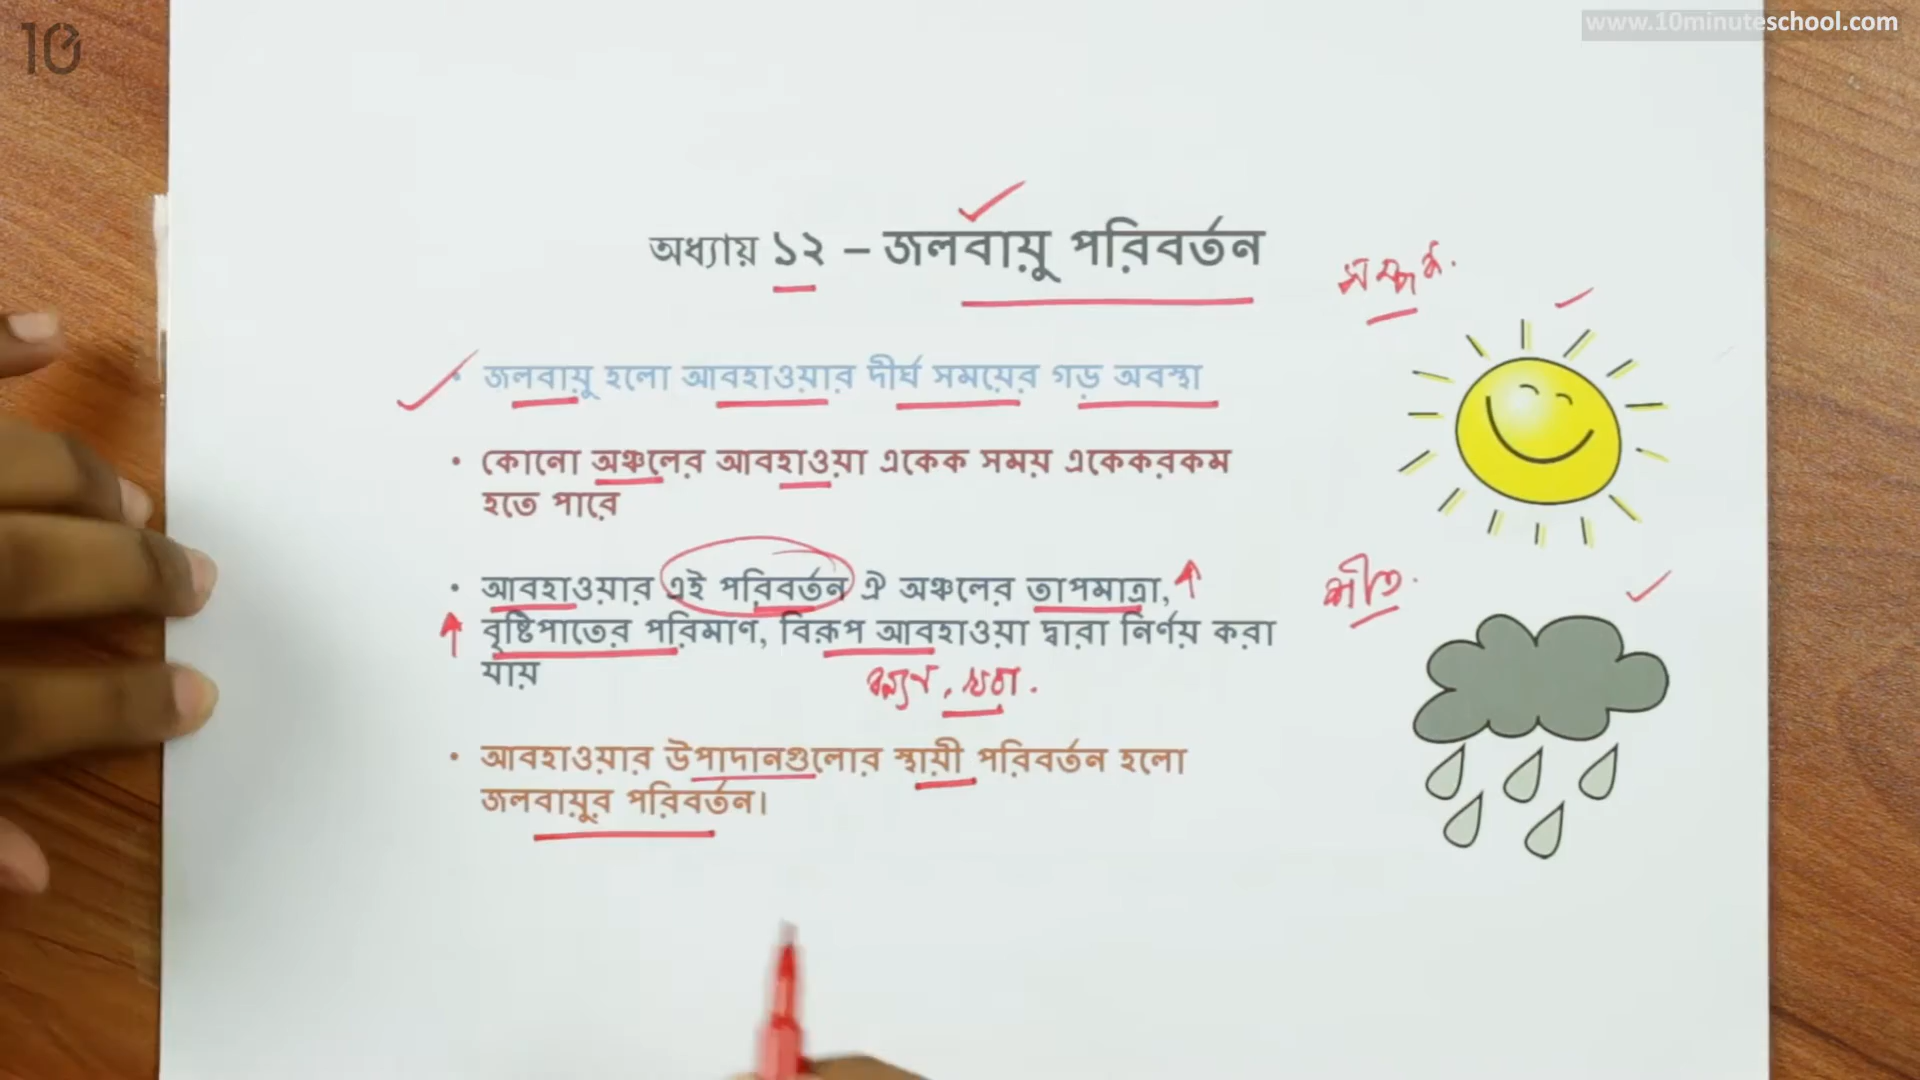 10
www.10minuteschool.com
অধ্যায় ১২ – জলবায়ু পরিবর্তন
• জলবায়ু হলো আবহাওয়ার দীর্ঘ সময়ের গড় অবস্থা
• কোনো অঞ্চলের আবহাওয়া একেক সময় একেকরকম
হতে পারে
• আবহাওয়ার এই পরিবর্তন ঐ অঞ্চলের তাপমাত্রা,
বৃষ্টিপাতের পরিমাণ, বিরূপ আবহাওয়া দ্বারা নির্ণয় করা
যায়
• আবহাওয়ার উপাদানগুলোর স্থায়ী পরিবর্তন হলো
জলবায়ুর পরিবর্তন।
শীত